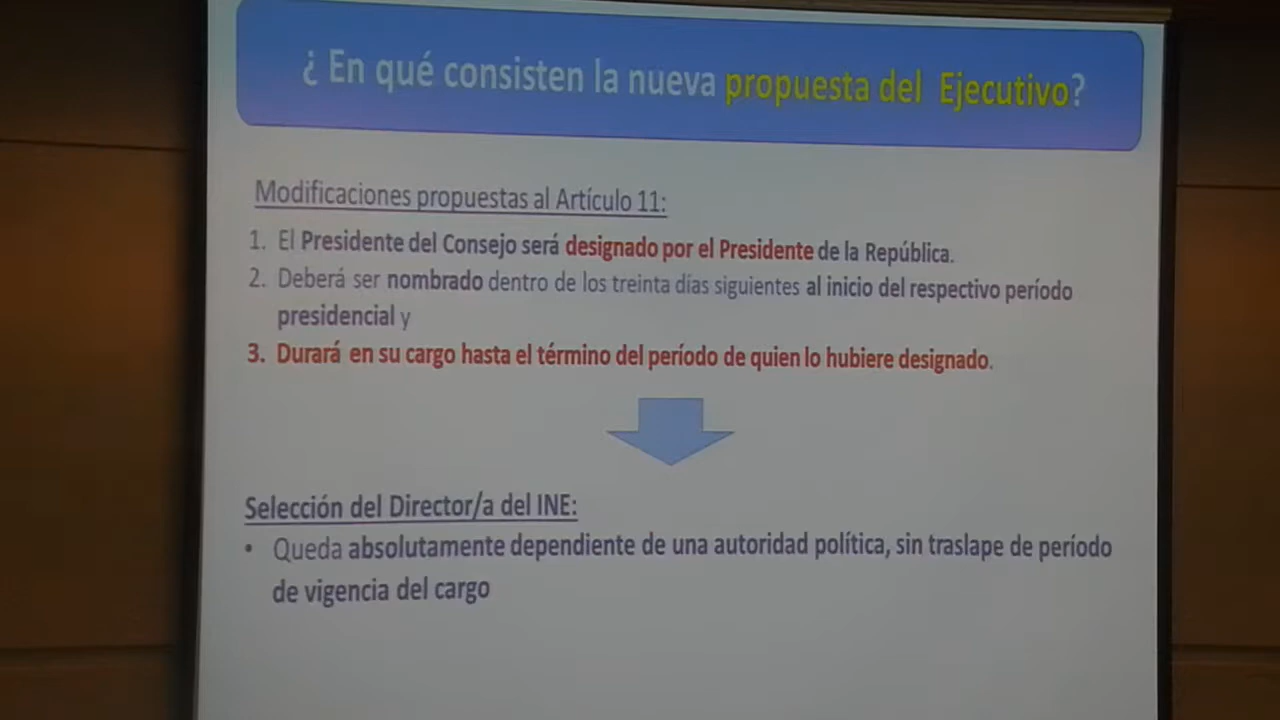 ¿ En qué consisten la nueva propuesta del Ejecutivo?
Modificaciones propuestas al Artículo 11:
1. El Presidente del Consejo será designado por el Presidente de la República.
2. Deberá ser nombrado dentro de los treinta días siguientes al inicio del respectivo período
presidencial y
3. Durará en su cargo hasta el término del período de quien lo hubiere designado.
Selección del Director/a del INE:
• Queda absolutamente dependiente de una autoridad política, sin traslape de período
de vigencia del cargo